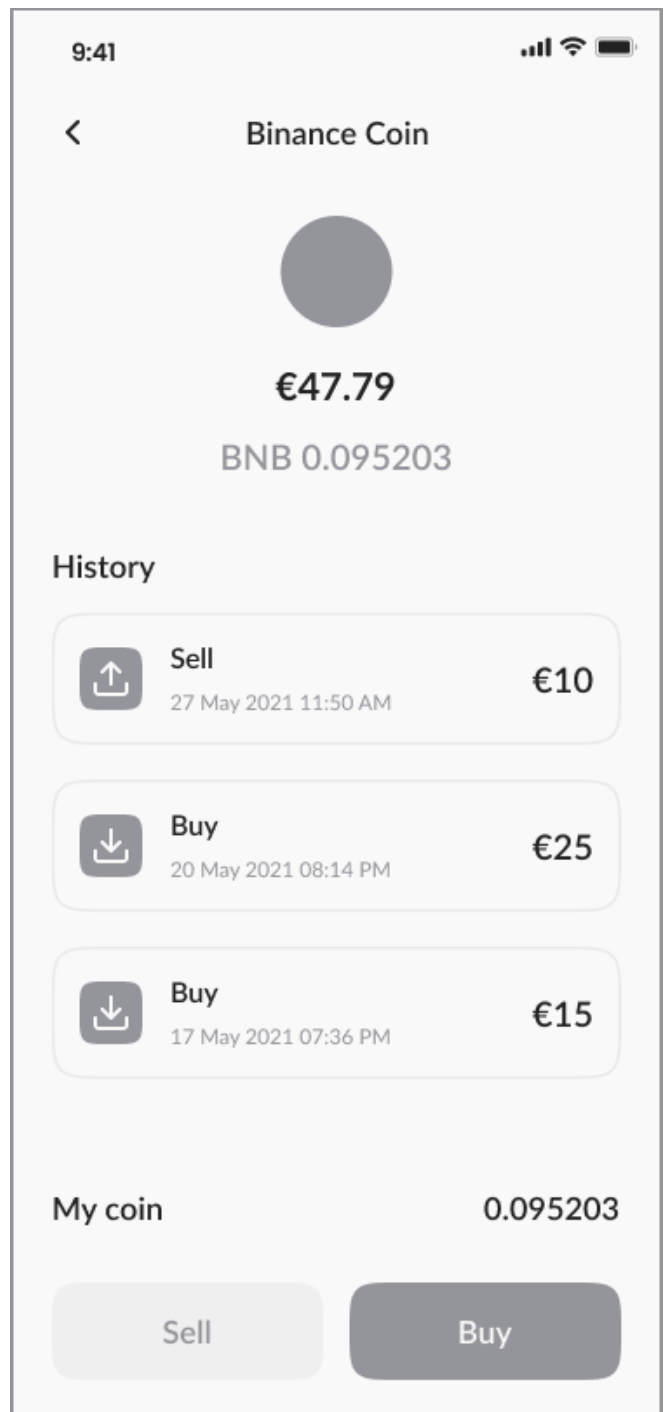 9:41
Binance Coin
€47.79
BNB 0.095203
History
Sell
27 May 2021 11:50 AM
€10
Buy
20 May 2021 08:14 PM
€25
Buy
17 May 2021 07:36 PM
€15
My coin 0.095203
Sell Buy